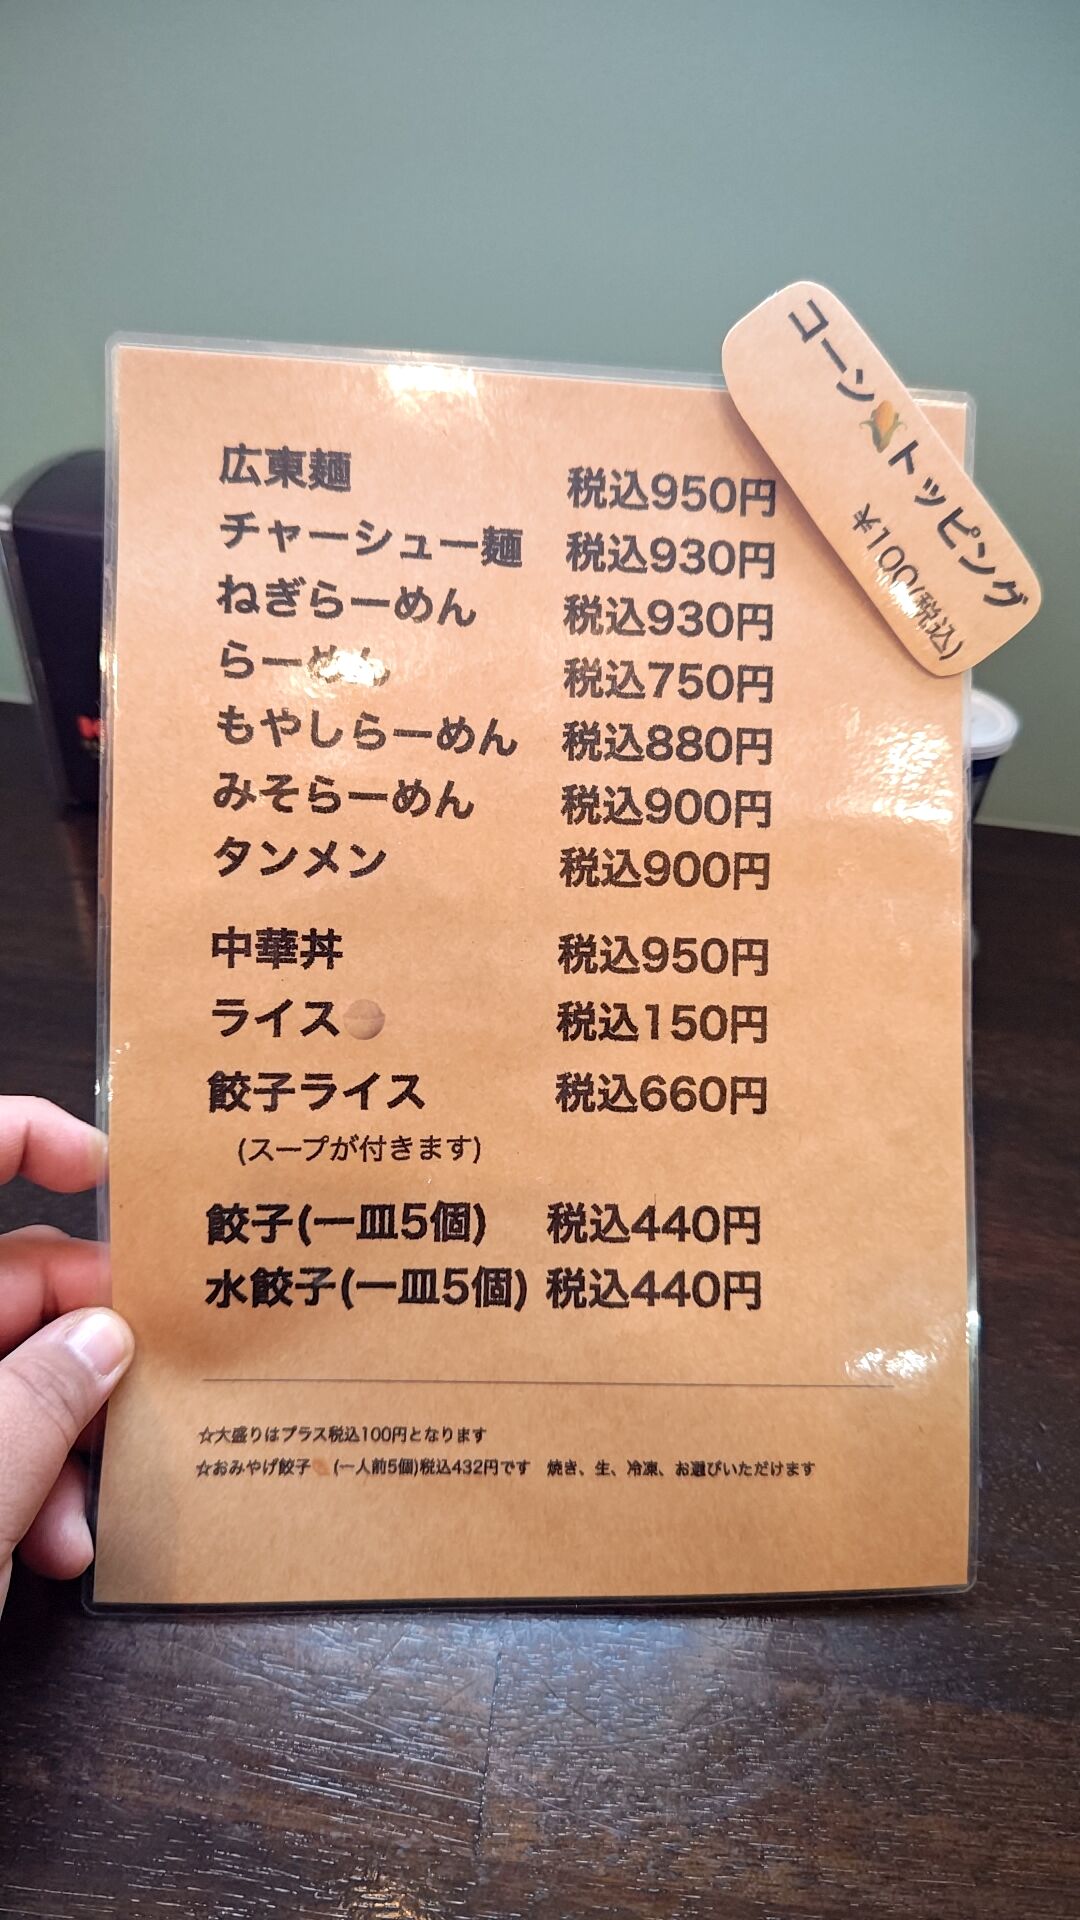 コーン🌽トッピング
¥100(税込)
広東麺 税込950円
チャーシュー麺 税込930円
ねぎらーめん 税込930円
らーめん 税込750円
もやしらーめん 税込880円
みそらーめん 税込900円
タンメン 税込900円
中華丼 税込950円
ライス 税込150円
餃子ライス 税込660円
(スープが付きます)
餃子(一皿5個) 税込440円
水餃子(一皿5個) 税込440円
☆大盛りはプラス税込100円となります
☆おみやげ餃子 (一人前5個)税込432円です 焼き、生、冷凍、お選びいただけます